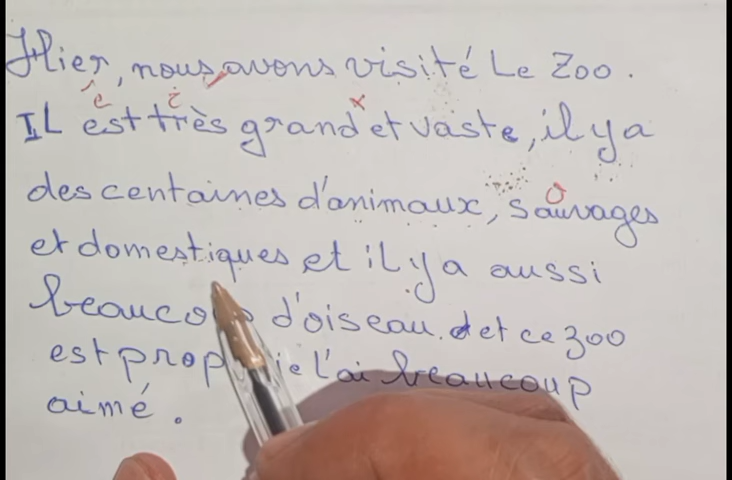 Hier, nous avons visité Le Zoo.
IL est très grand et vaste, il y a
des centaines d'animaux, sauvages
et domestiques et il y a aussi
d'oiseau. et ce zoo
est je l'ai beaucoup
aimé.